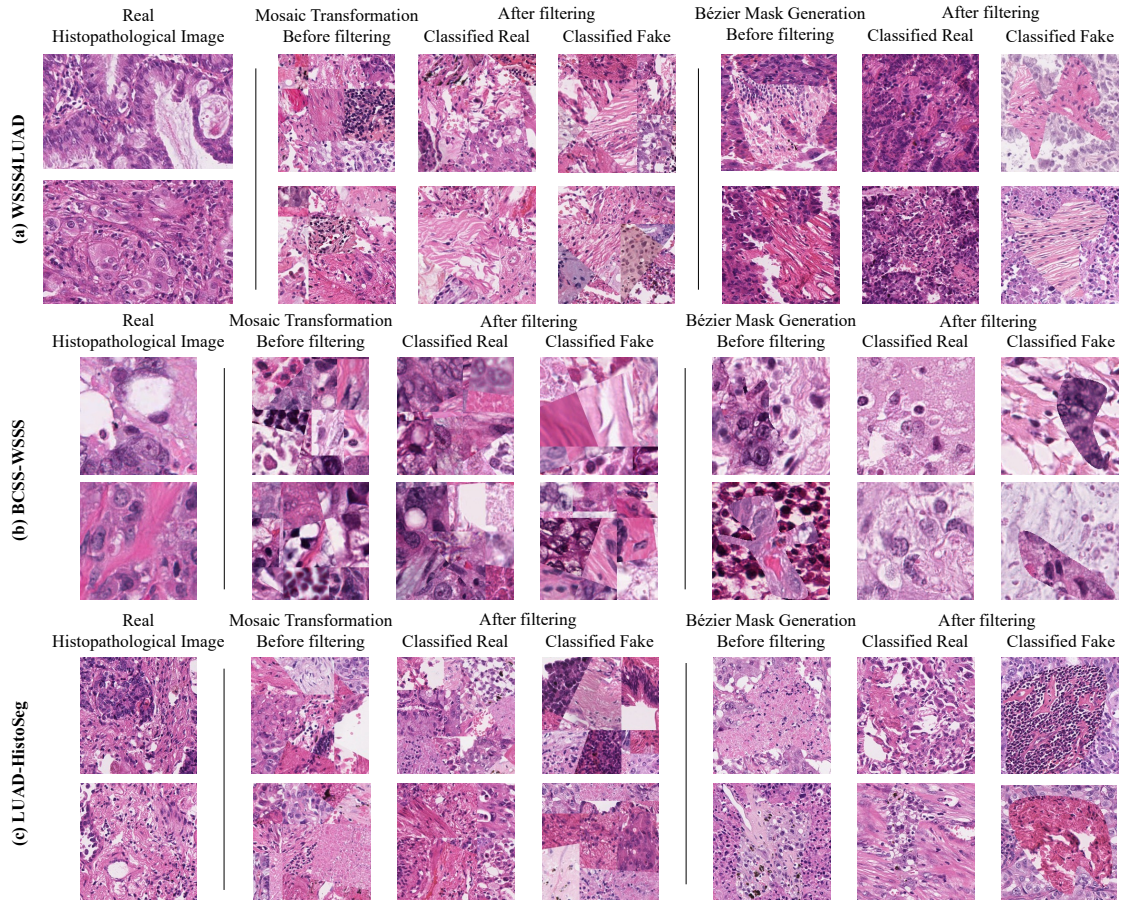 Real
Histopathological Image
Mosaic Transformation
Before filtering
After filtering
Classified Real
Classified Fake
Bézier Mask Generation
Before filtering
After filtering
Classified Real
Classified Fake
(a) WSSS4LUAD
Real
Histopathological Image
Mosaic Transformation
Before filtering
After filtering
Classified Real
Classified Fake
Bézier Mask Generation
Before filtering
After filtering
Classified Real
Classified Fake
(b) BCSS-WSSS
Real
Histopathological Image
Mosaic Transformation
Before filtering
After filtering
Classified Real
Classified Fake
Bézier Mask Generation
Before filtering
After filtering
Classified Real
Classified Fake
(c) LUAD-HistoSeg